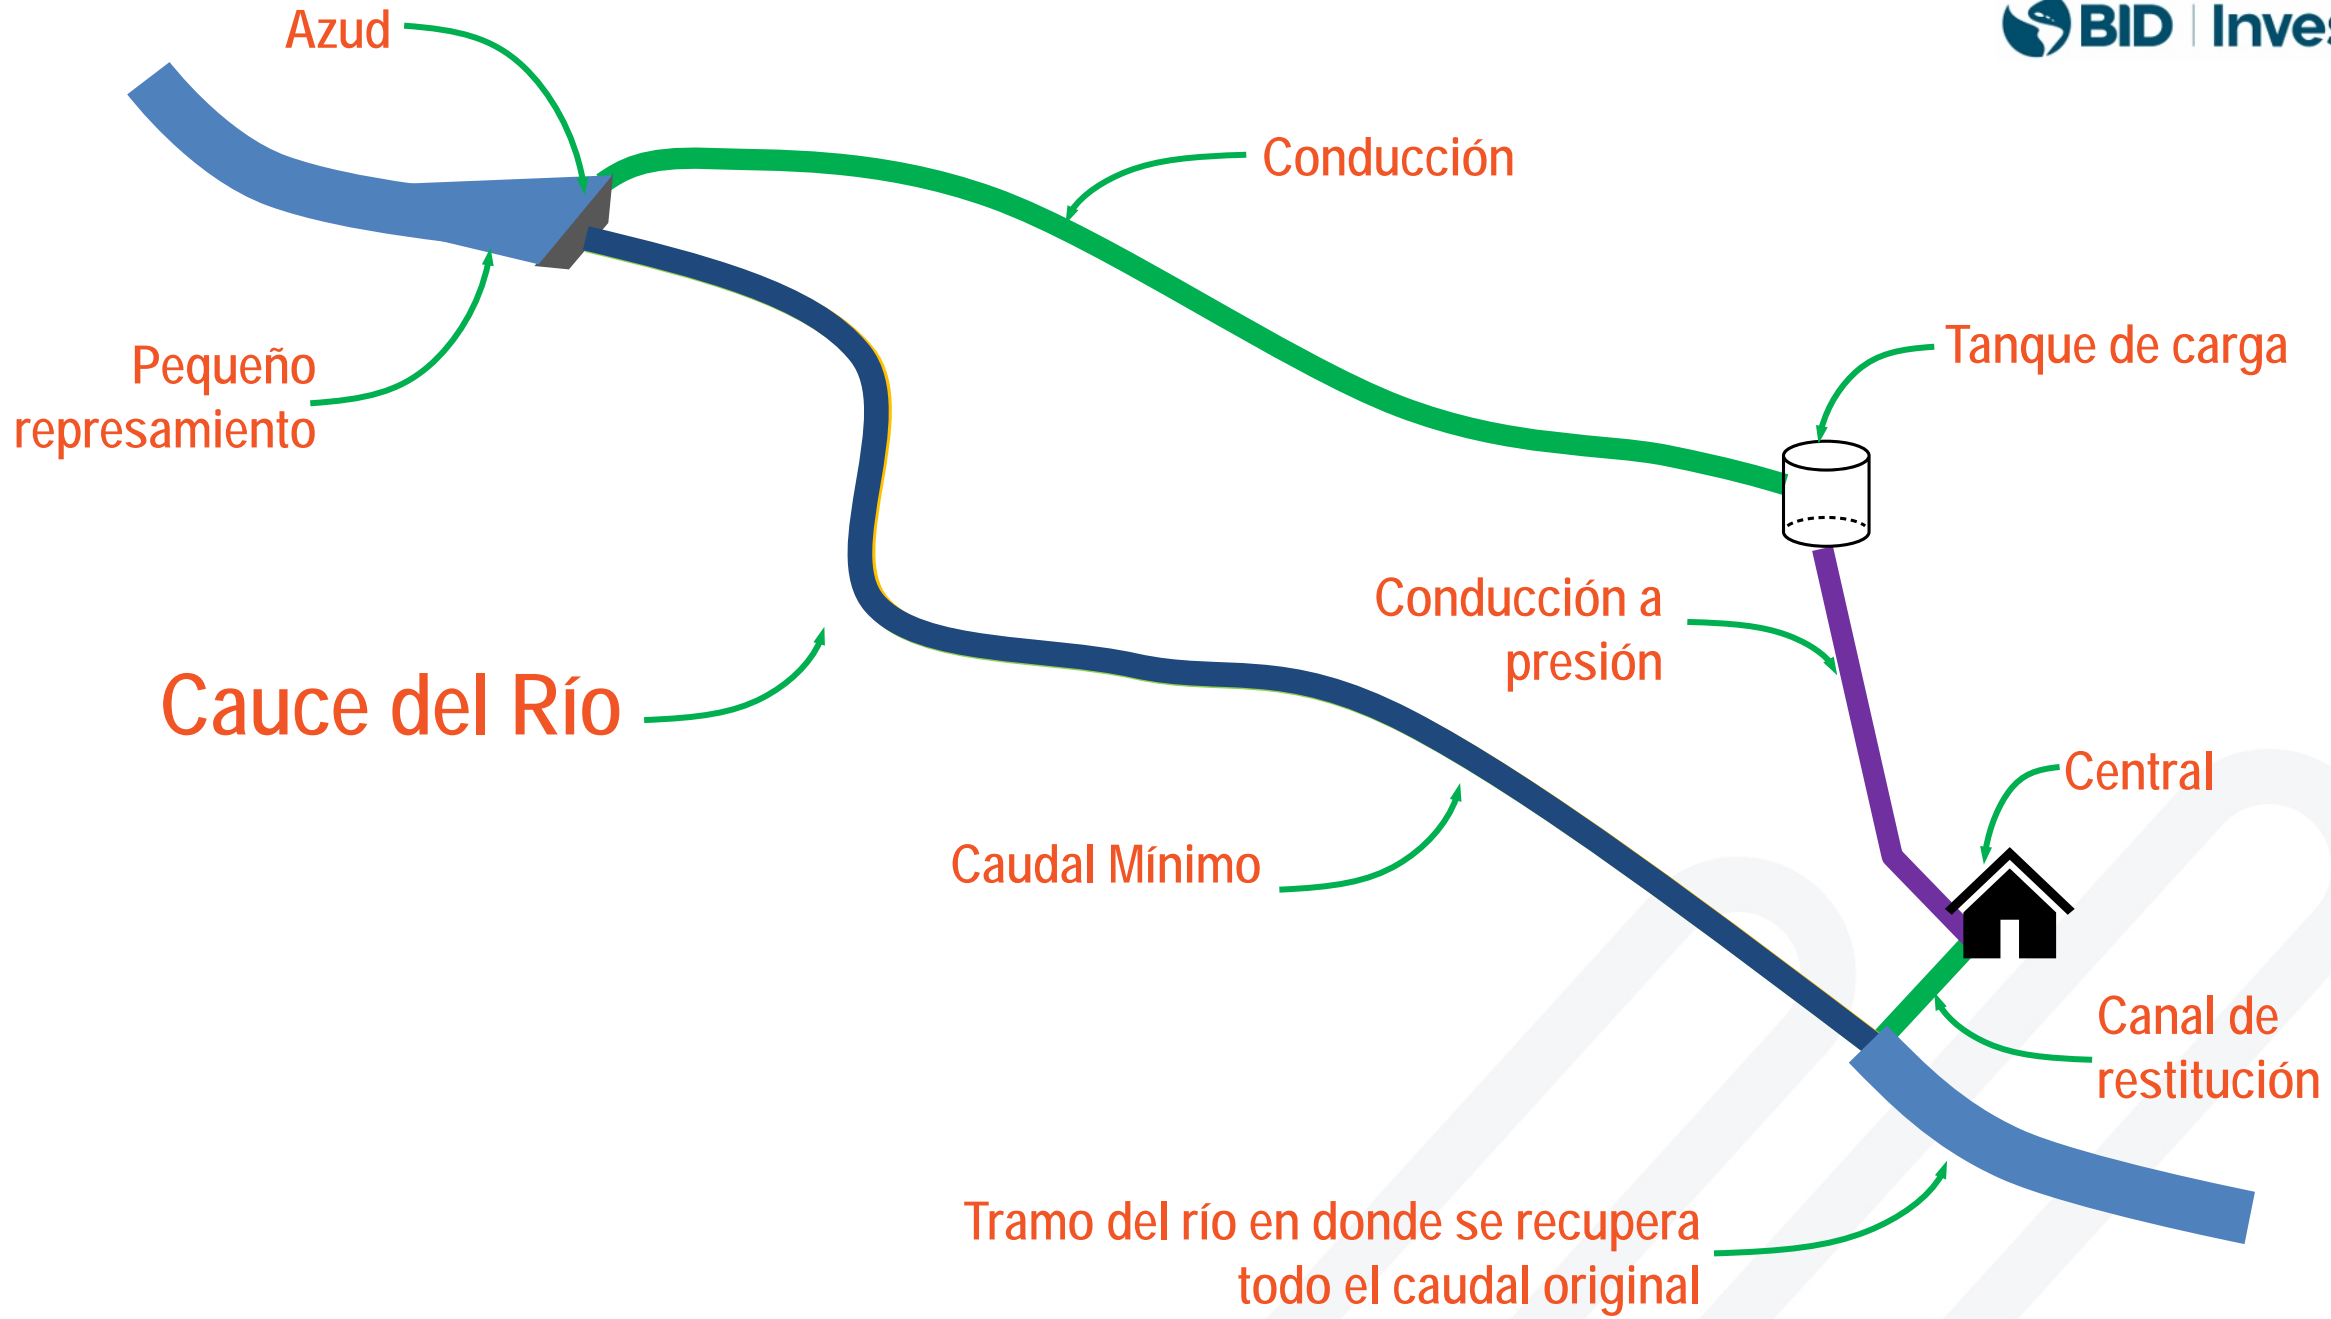 BID | Inves
Azud
Conducción
Tanque de carga
Pequeño
represamiento
Conducción a
presión
Cauce del Río
Central
Caudal Mínimo
Canal de
restitución
Tramo del río en donde se recupera
todo el caudal original